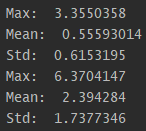 Max:  3.3550358
Mean:  0.55593014
Std:  0.6153195
Max:  6.3704147
Mean:  2.394284
Std:  1.7377346